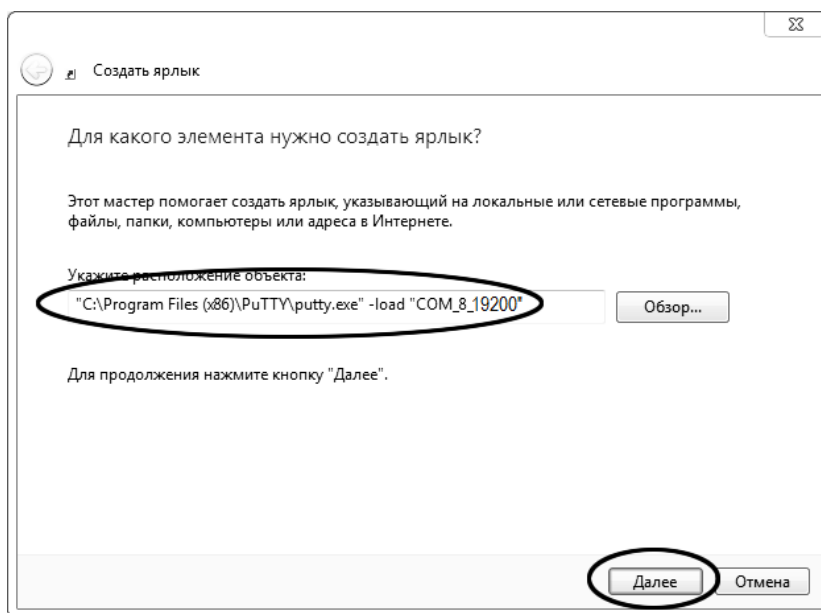 Создать ярлык
Для какого элемента нужно создать ярлык?
Этот мастер помогает создать ярлык, указывающий на локальные или сетевые программы,
файлы, папки, компьютеры или адреса в Интернете.
Укажите расположение объекта:
"C:\Program Files (x86)\PuTTY\putty.exe" -load "COM_8_19200"
Обзор...
Для продолжения нажмите кнопку "Далее".
Далее
Отмена